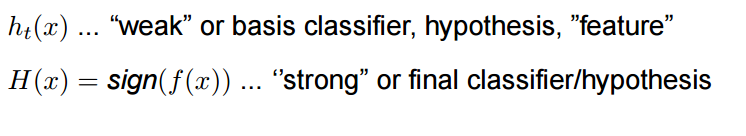 hₜ(x) ... “weak” or basis classifier, hypothesis, ”feature”
H(x) = sign(f(x)) ... ‘’strong” or final classifier/hypothesis